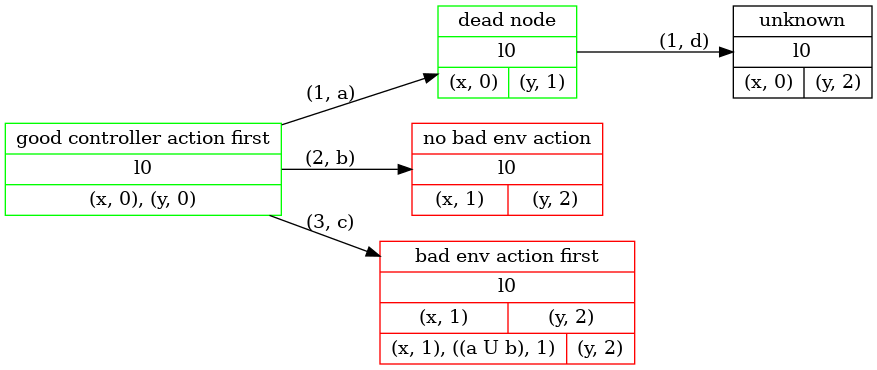 dead node
l0
(x, 0) (y, 1)
(1, d)
unknown
l0
(x, 0) (y, 2)
(1, a)
good controller action first
l0
(x, 0), (y, 0)
(2, b)
no bad env action
l0
(x, 1) (y, 2)
(3, c)
bad env action first
l0
(x, 1) (y, 2)
(x, 1), ((a U b), 1) (y, 2)